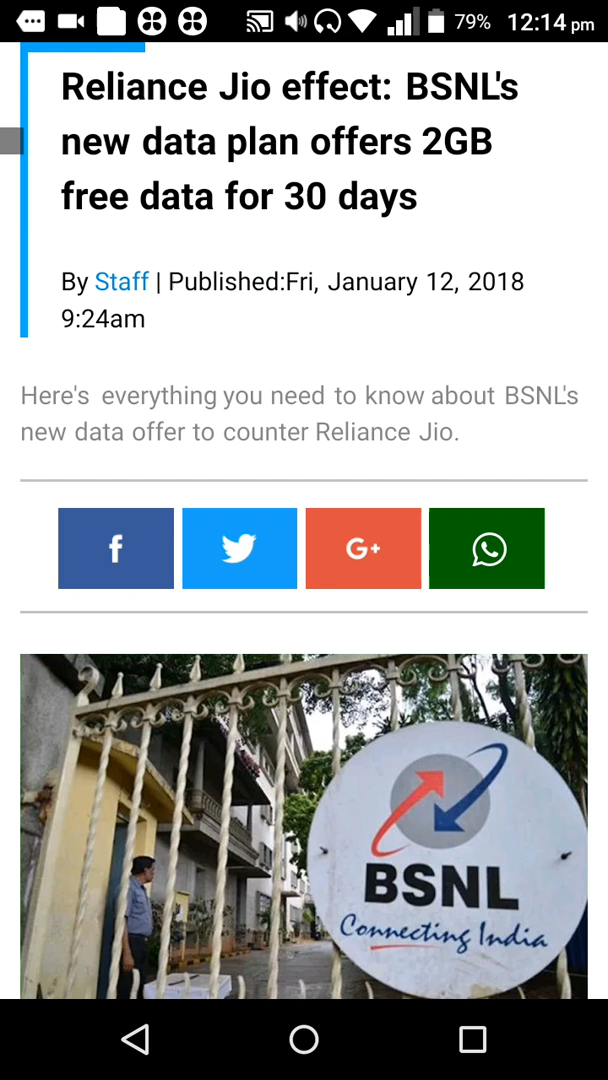 79% 12:14 pm
Reliance Jio effect: BSNL's
new data plan offers 2GB
free data for 30 days
By Staff | Published:Fri, January 12, 2018
9:24am
Here's everything you need to know about BSNL's
new data offer to counter Reliance Jio.
f
G+
BSNL
Connecting India